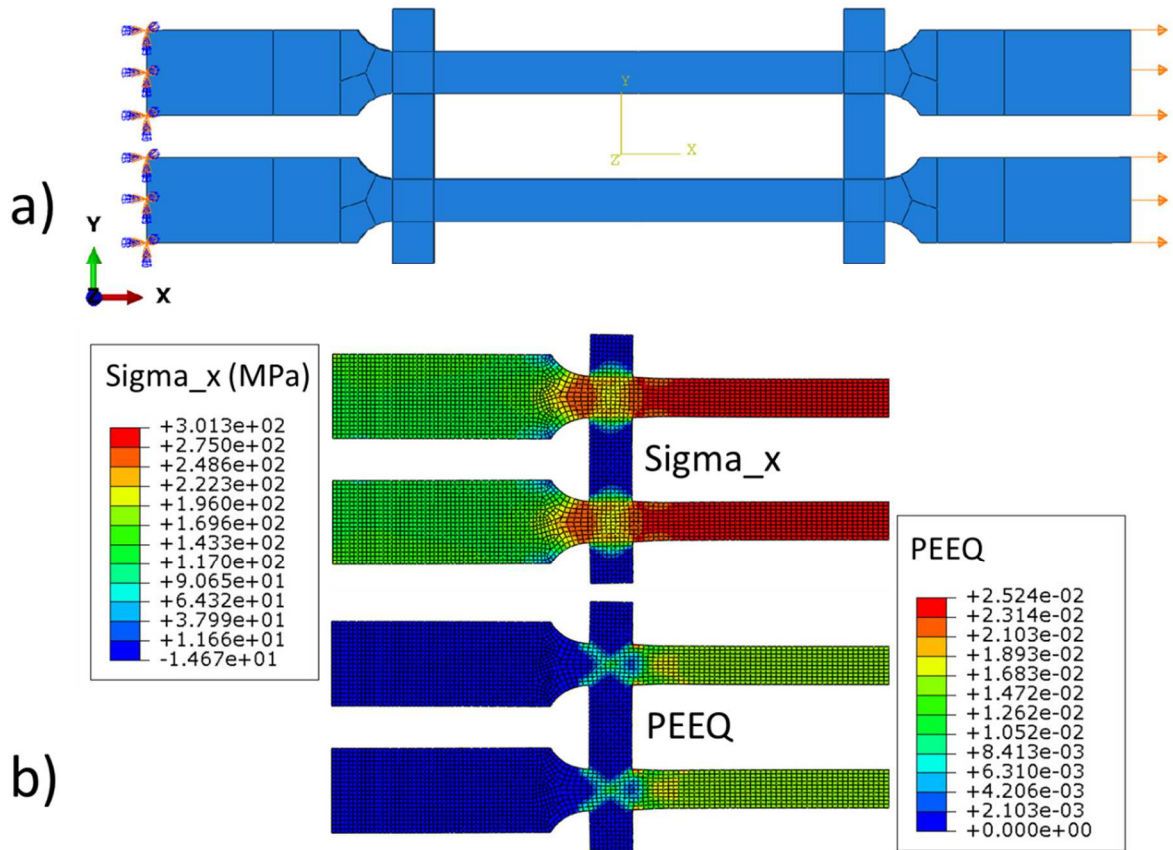 a)
Y
Z
X
Y
Z
X
Sigma_x (MPa)
+3.013e+02
+2.750e+02
+2.486e+02
+2.223e+02
+1.960e+02
+1.696e+02
+1.433e+02
+1.170e+02
+9.065e+01
+6.432e+01
+3.799e+01
+1.166e+01
-1.467e+01
Sigma_x
PEEQ
+2.524e-02
+2.314e-02
+2.103e-02
+1.893e-02
+1.683e-02
+1.472e-02
+1.262e-02
+1.052e-02
+8.413e-03
+6.310e-03
+4.206e-03
+2.103e-03
+0.000e+00
PEEQ
b)